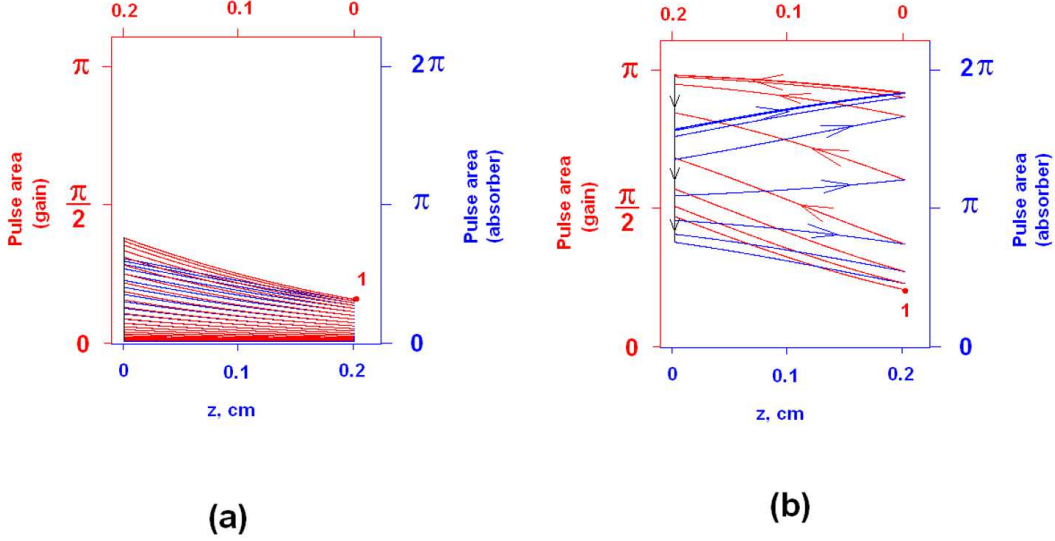 0.2 0.1 0
π
π/2
0
Pulse area
(gain)
2π
π
0
Pulse area
(absorber)
1
0 0.1 0.2
z, cm
(a)
0.2 0.1 0
π
π/2
0
Pulse area
(gain)
2π
π
0
Pulse area
(absorber)
1
0 0.1 0.2
z, cm
(b)